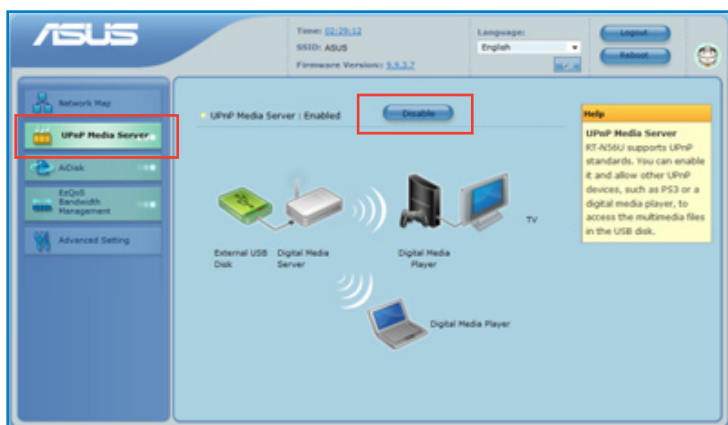 ASUS
Time: 02:29:12
SSID: ASUS
Firmware Version: 9.9.3.7
Language:
English
Logout
Reboot
Network Map
UPnP Media Server
AiDisk
EzQoS
Bandwidth
Management
Advanced Setting
UPnP Media Server : Enabled
Disable
External USB
Disk
Digital Media
Server
Digital Media
Player
TV
Digital Media Player
Help
UPnP Media Server
RT-N56U supports UPnP
standards. You can enable
it and allow other UPnP
devices, such as PS3 or a
digital media player, to
access the multimedia files
in the USB disk.